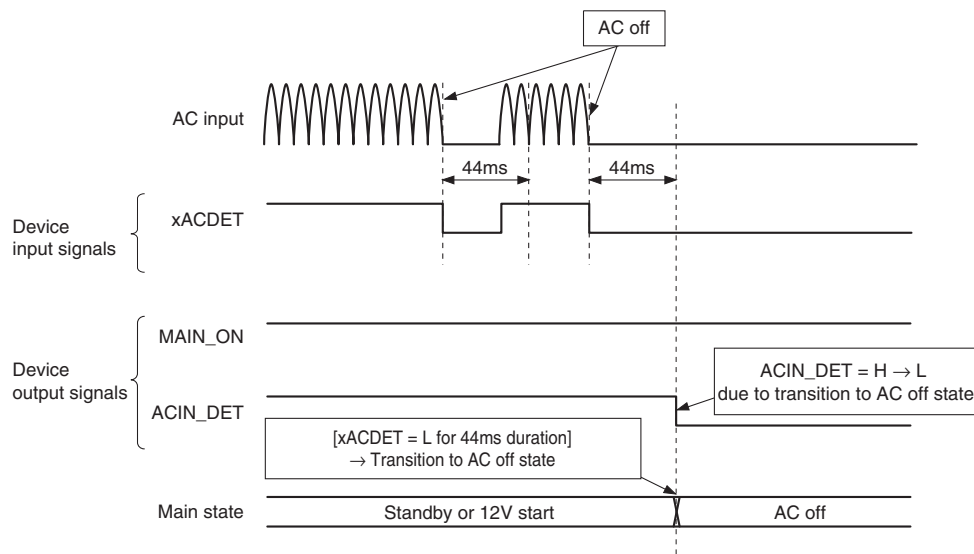 AC off
AC input
44ms
44ms
Device
input signals
xACDET
Device
output signals
MAIN_ON
ACIN_DET
ACIN_DET = H → L
due to transition to AC off state
[xACDET = L for 44ms duration]
→ Transition to AC off state
Main state
Standby or 12V start
AC off